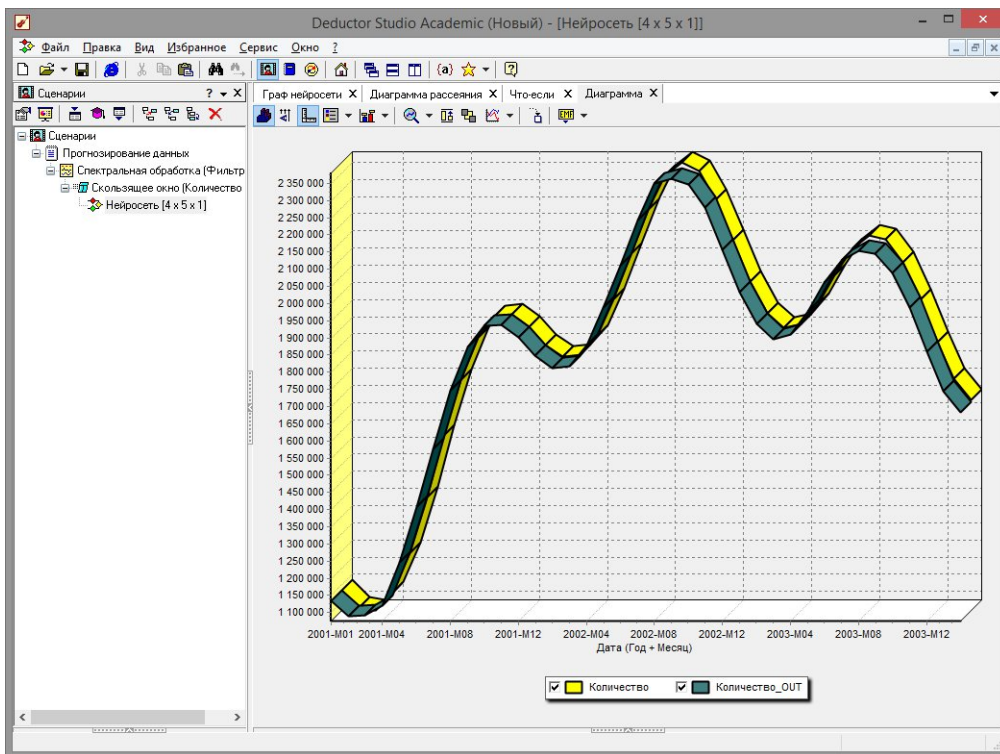 Deductor Studio Academic (Новый) - [Нейросеть [4 x 5 x 1]]
Файл Правка Вид Избранное Сервис Окно ?
Сценарии
Граф нейросети X Диаграмма рассеяния X Что-если X Диаграмма X
Сценарии
Прогнозирование данных
Спектральная обработка (Фильтр
Скользящее окно (Количество
Нейросеть [4 x 5 x 1]
2 350 000
2 300 000
2 250 000
2 200 000
2 150 000
2 100 000
2 050 000
2 000 000
1 950 000
1 900 000
1 850 000
1 800 000
1 750 000
1 700 000
1 650 000
1 600 000
1 550 000
1 500 000
1 450 000
1 400 000
1 350 000
1 300 000
1 250 000
1 200 000
1 150 000
1 100 000
2001-M01 2001-M04 2001-M08 2001-M12 2002-M04 2002-M08 2002-M12 2003-M04 2003-M08 2003-M12
Дата (Год + Месяц)
Количество Количество_OUT